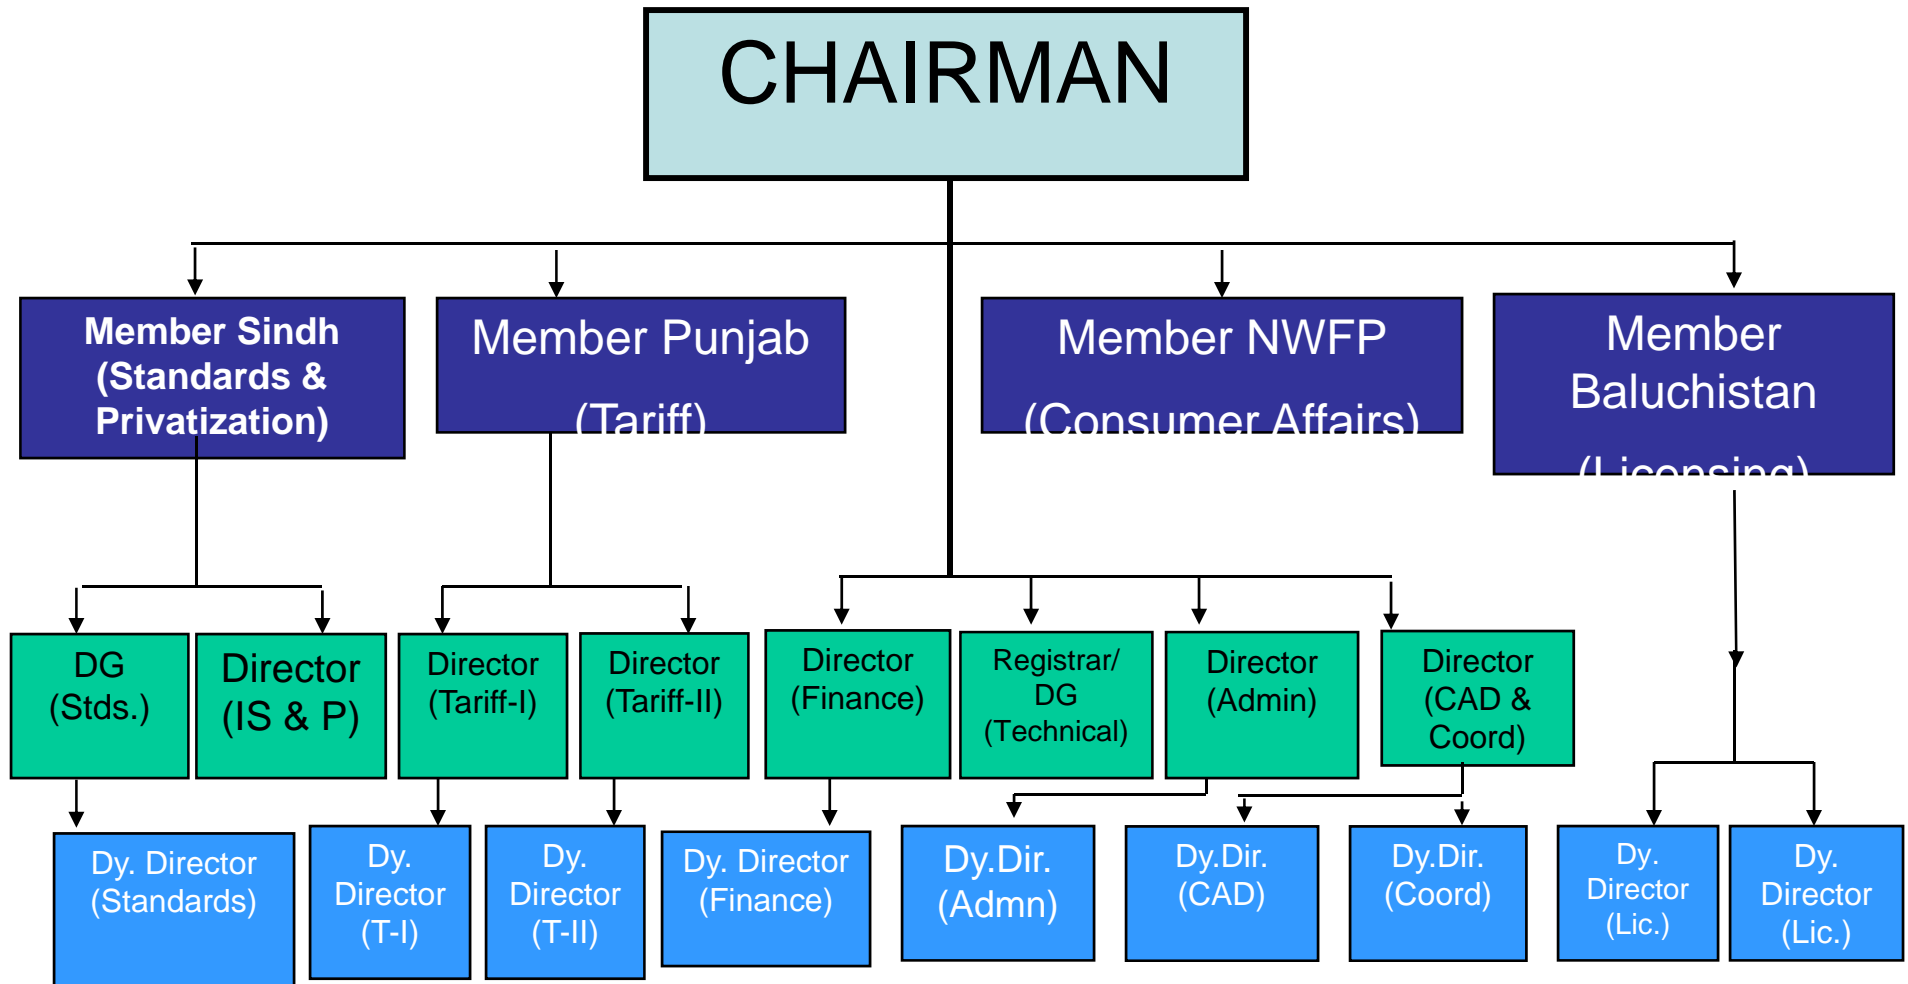 CHAIRMAN
Member Sindh
(Standards &
Privatization)
Member Punjab
(Tariff)
Member NWFP
(Consumer Affairs)
Member
Baluchistan
(Licensing)
DG
(Stds.)
Director
(IS & P)
Director
(Tariff-I)
Director
(Tariff-II)
Director
(Finance)
Registrar/
DG
(Technical)
Director
(Admin)
Director
(CAD &
Coord)
Dy. Director
(Standards)
Dy.
Director
(T-I)
Dy.
Director
(T-II)
Dy. Director
(Finance)
Dy.Dir.
(Admn)
Dy.Dir.
(CAD)
Dy.Dir.
(Coord)
Dy.
Director
(Lic.)
Dy.
Director
(Lic.)